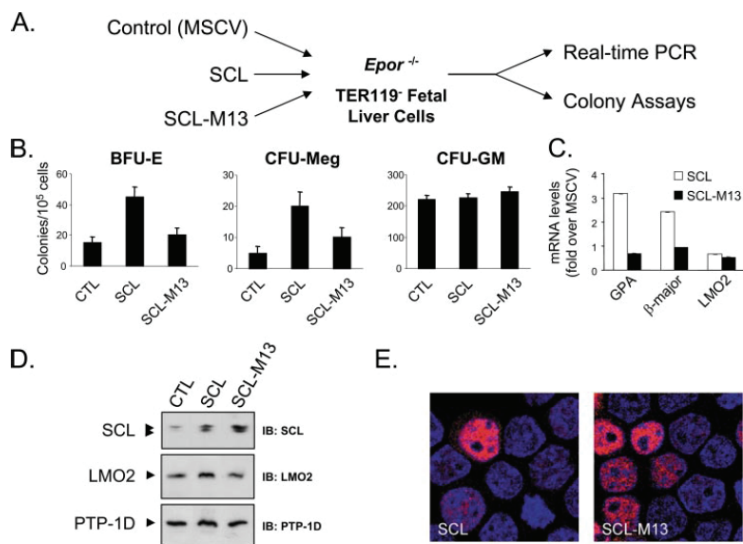 A.
Control (MSCV)
SCL
SCL-M13
Epor -/-
TER119- Fetal
Liver Cells
Real-time PCR
Colony Assays
B.
BFU-E
CFU-Meg
CFU-GM
Colonies/10⁵ cells
60
40
20
0
CTL
SCL
SCL-M13
20
10
0
CTL
SCL
SCL-M13
300
200
100
0
CTL
SCL
SCL-M13
C.
SCL
SCL-M13
mRNA levels
(fold over MSCV)
4
3
2
1
0
GPA
β-major
LMO2
D.
CTL
SCL
SCL-M13
SCL
IB: SCL
LMO2
IB: LMO2
PTP-1D
IB: PTP-1D
E.
SCL
SCL-M13